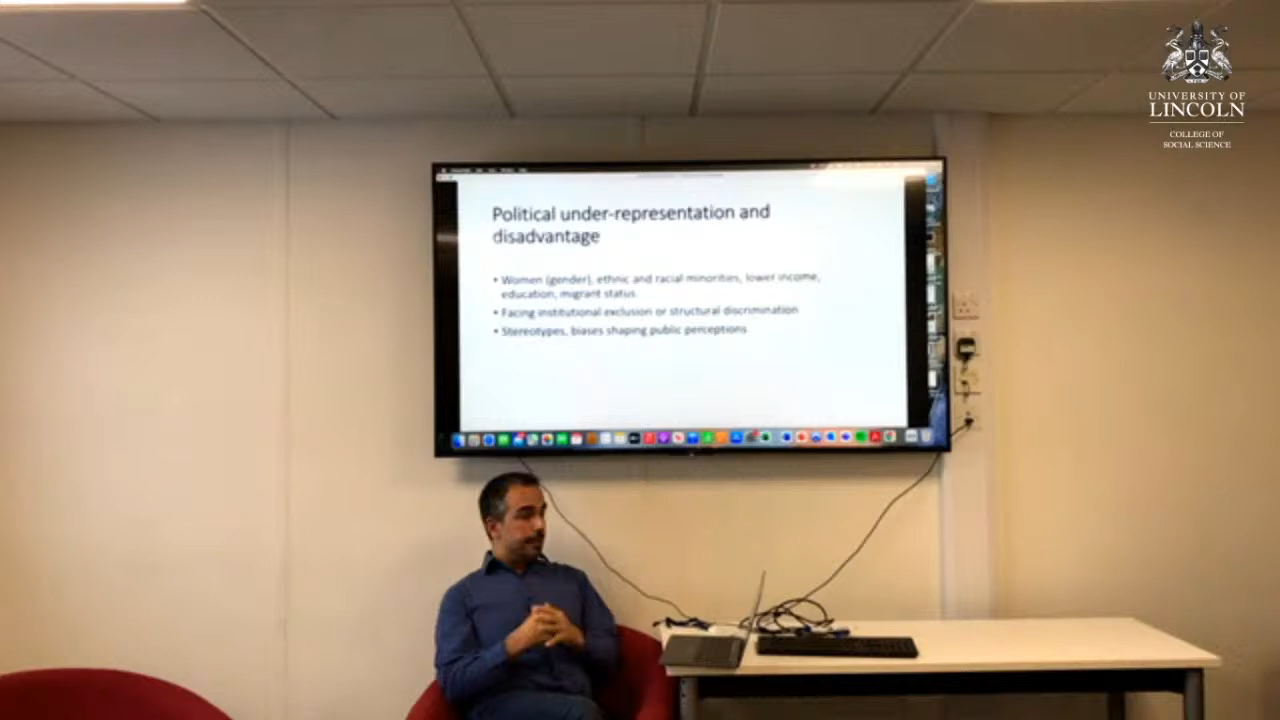 UNIVERSITY OF
LINCOLN
COLLEGE OF
SOCIAL SCIENCE
Political under-representation and
disadvantage
• Women (gender), ethnic and racial minorities, lower income,
education, migrant status
• Facing institutional exclusion or structural discrimination
• Stereotypes, biases shaping public perceptions